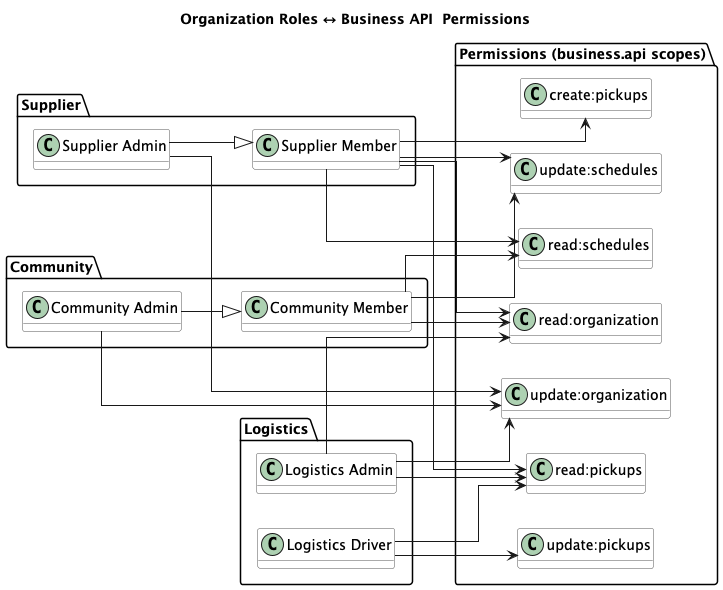 Organization Roles ↔ Business API  Permissions
Permissions (business.api scopes)
C create:pickups
Supplier
C Supplier Admin
C Supplier Member
C update:schedules
C read:schedules
Community
C Community Admin
C Community Member
C read:organization
C update:organization
Logistics
C Logistics Admin
C read:pickups
C Logistics Driver
C update:pickups